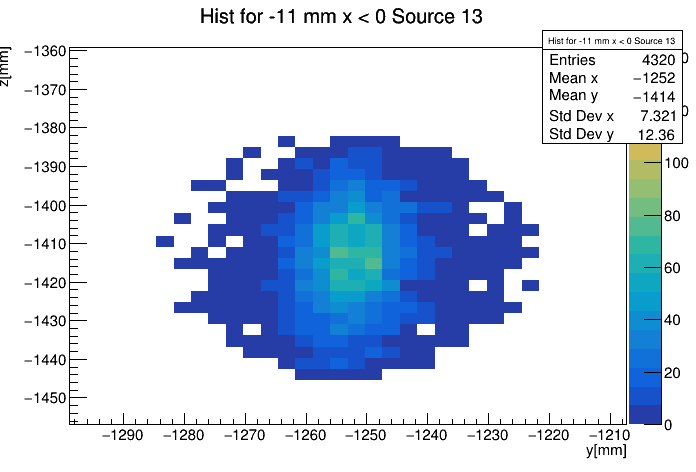 Hist for -11 mm x < 0 Source 13
Hist for -11 mm x < 0 Source 13
Entries 4320
Mean x −1252
Mean y −1414
Std Dev x 7.321
Std Dev y 12.36
z[mm]
−1360
−1370
−1380
−1390
−1400
−1410
−1420
−1430
−1440
−1450
−1290
−1280
−1270
−1260
−1250
−1240
−1230
−1220
−1210
y[mm]
100
80
60
40
20
0